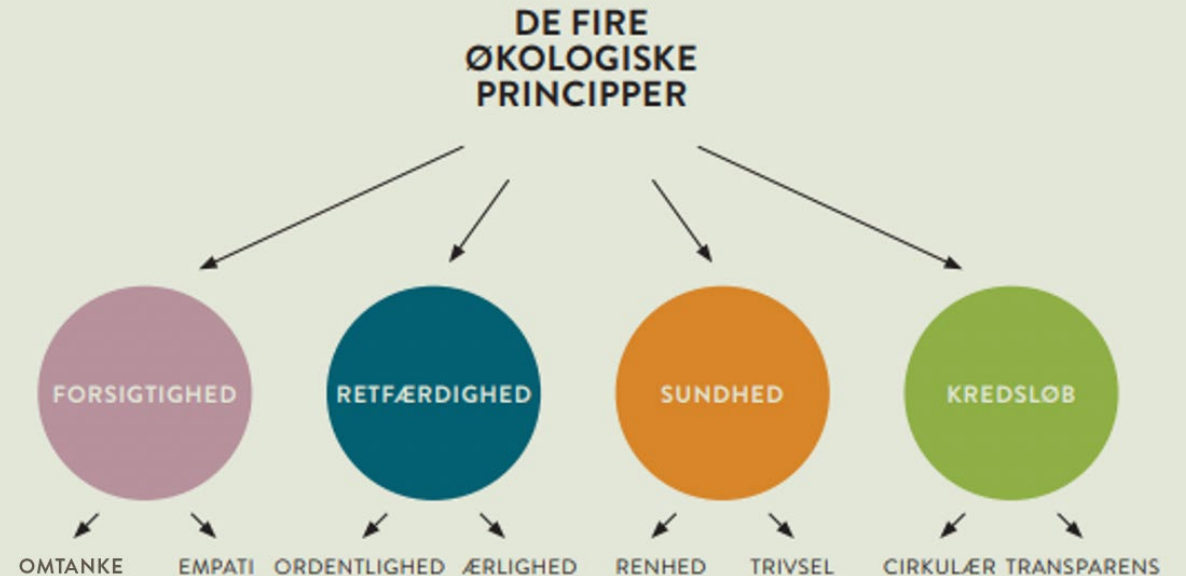 DE FIRE
ØKOLOGISKE
PRINCIPPER
FORSIGTIGHED
RETFÆRDIGHED
SUNDHED
KREDSLØB
OMTANKE
EMPATI
ORDENTLIGHED
ÆRLIGHED
RENHED
TRIVSEL
CIRKULÆR
TRANSPARENS